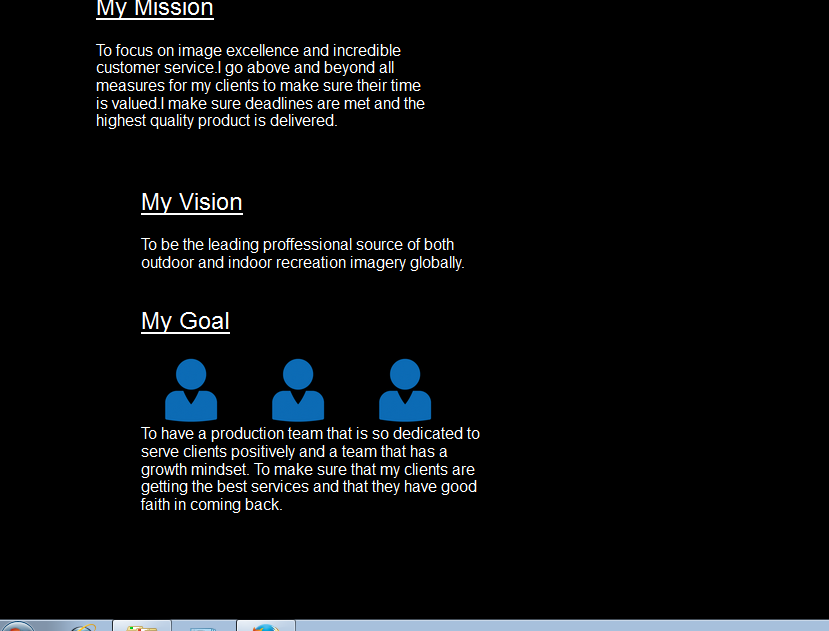 My Mission
To focus on image excellence and incredible
customer service.I go above and beyond all
measures for my clients to make sure their time
is valued.I make sure deadlines are met and the
highest quality product is delivered.
My Vision
To be the leading proffessional source of both
outdoor and indoor recreation imagery globally.
My Goal
To have a production team that is so dedicated to
serve clients positively and a team that has a
growth mindset. To make sure that my clients are
getting the best services and that they have good
faith in coming back.